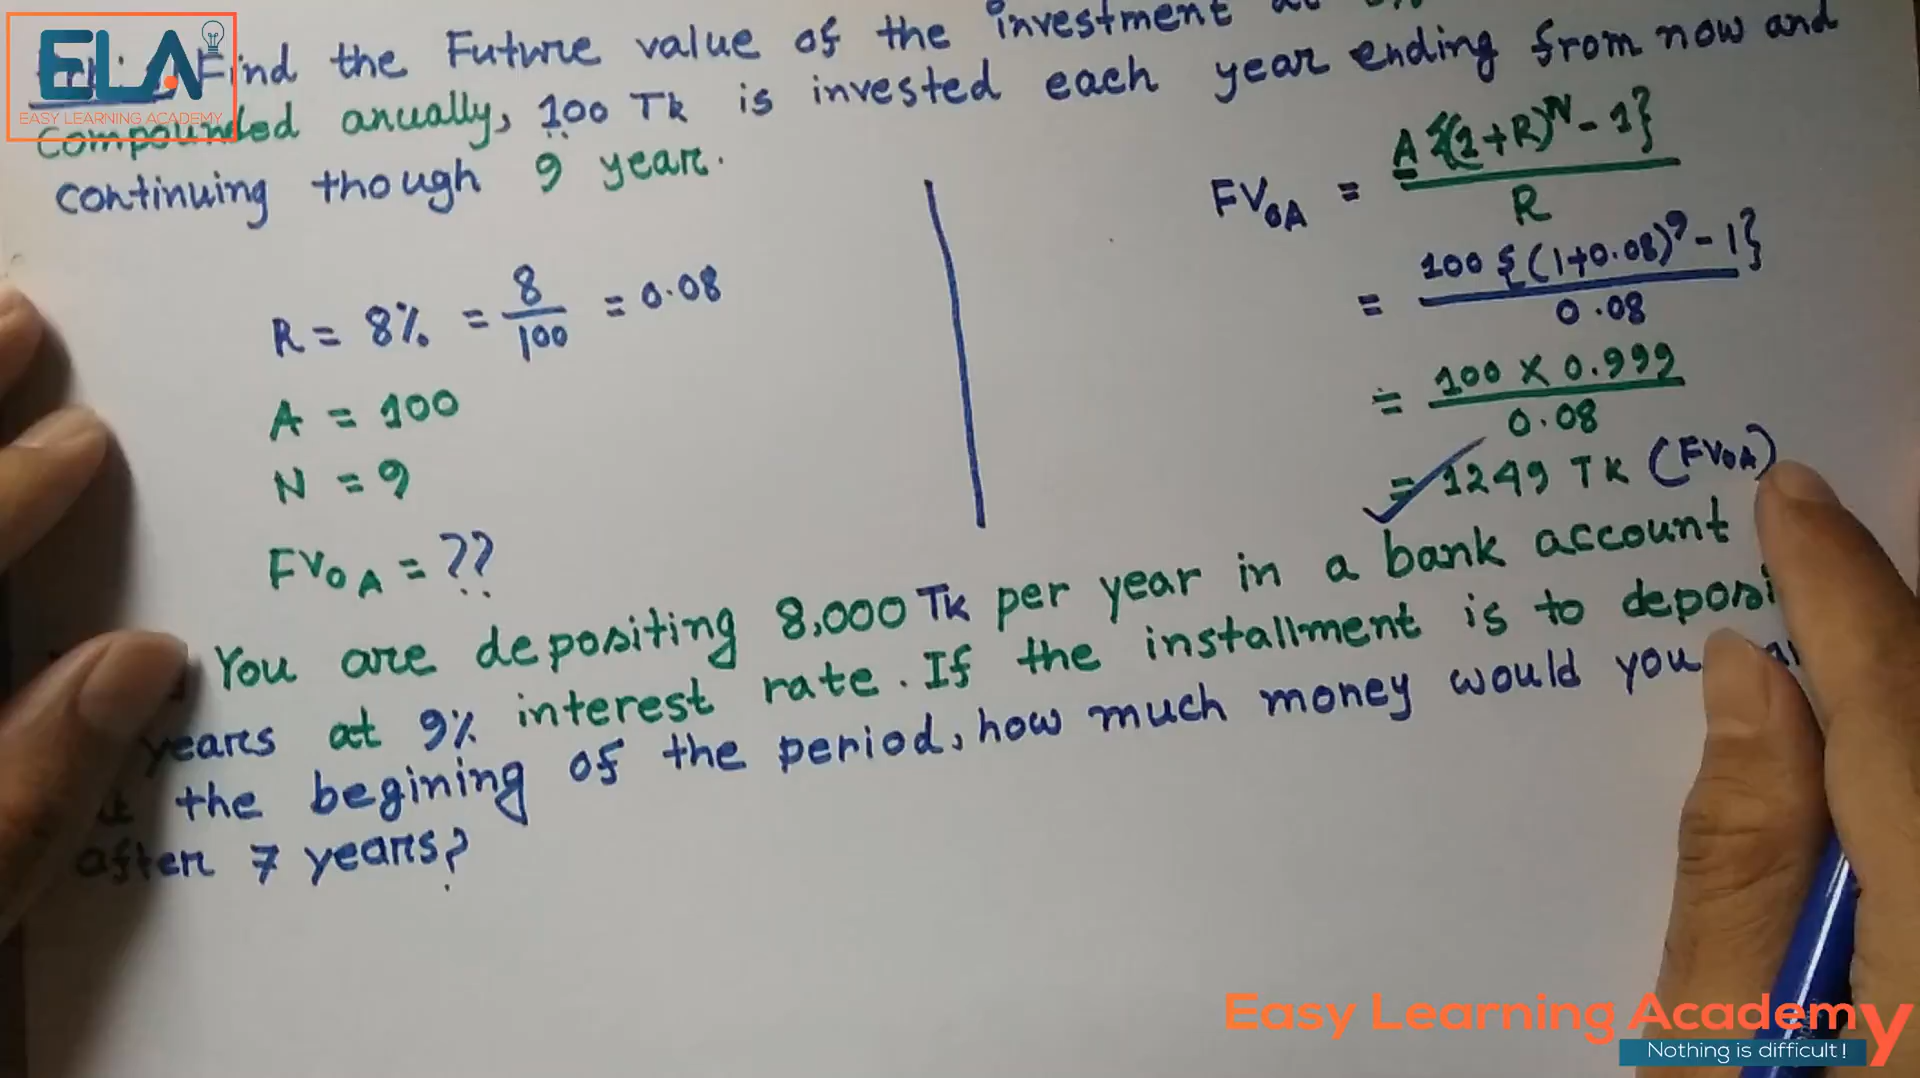 ELA
EASY LEARNING ACADEMY
Find the Future value of the investment at
compounded anually, 100 Tk is invested each year ending from now and
continuing though 9 year.
R = 8% = 8/100 = 0.08
A = 100
N = 9
FVOA = ??
FVOA = A {(1+R)^N - 1} / R
= 100 {(1+0.08)^9 - 1} / 0.08
= 100 X 0.999 / 0.08
= 1249 TK (FVOA)
You are depositing 8,000 Tk per year in a bank account
years at 9% interest rate. If the installment is to deposi
the begining of the period, how much money would you
after 7 years?
Easy Learning Academy
Nothing is difficult!